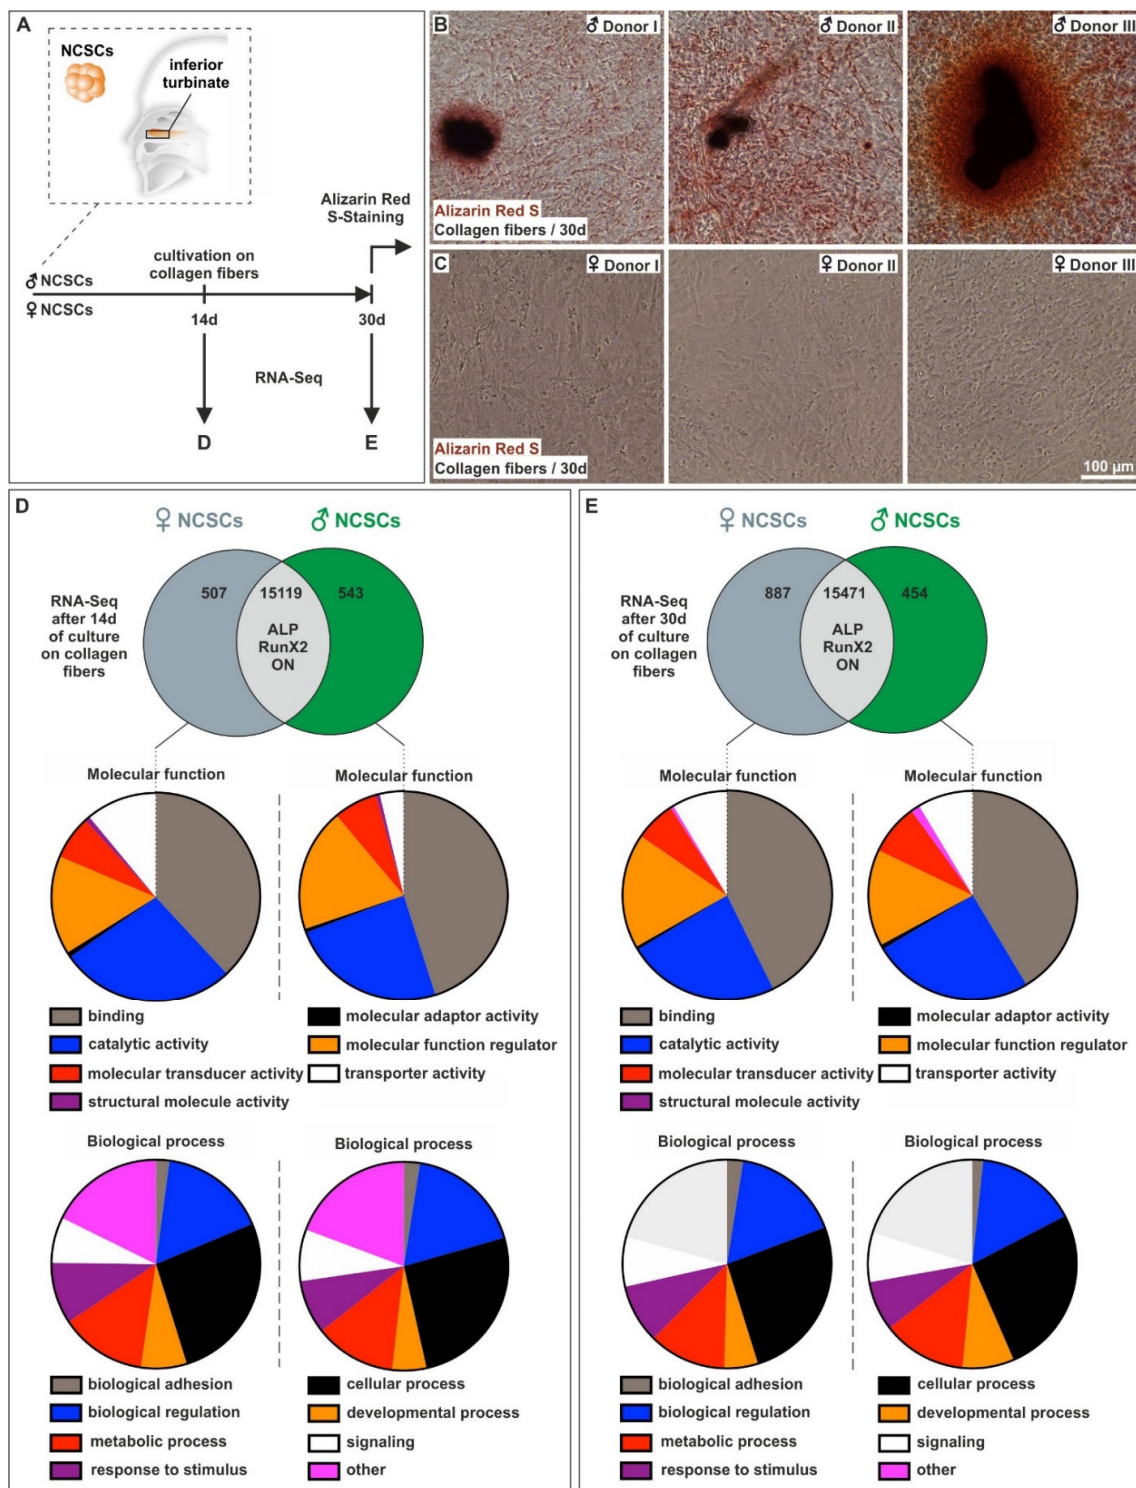 A
NCSCs
inferior
turbinate
Alizarin Red
S-Staining
cultivation on
collagen fibers
♂ NCSCs
♀ NCSCs
14d
30d
RNA-Seq
D
E
B
♂ Donor I
♂ Donor II
♂ Donor III
Alizarin Red S
Collagen fibers / 30d
C
♀ Donor I
♀ Donor II
♀ Donor III
Alizarin Red S
Collagen fibers / 30d
100 µm
D
♀ NCSCs
♂ NCSCs
RNA-Seq
after 14d
of culture
on collagen
fibers
507
15119
543
ALP
RunX2
ON
Molecular function
Molecular function
binding
molecular adaptor activity
catalytic activity
molecular function regulator
molecular transducer activity
transporter activity
structural molecule activity
Biological process
Biological process
biological adhesion
cellular process
biological regulation
developmental process
metabolic process
signaling
response to stimulus
other
E
♀ NCSCs
♂ NCSCs
RNA-Seq
after 30d
of culture
on collagen
fibers
887
15471
454
ALP
RunX2
ON
Molecular function
Molecular function
binding
molecular adaptor activity
catalytic activity
molecular function regulator
molecular transducer activity
transporter activity
structural molecule activity
Biological process
Biological process
biological adhesion
cellular process
biological regulation
developmental process
metabolic process
signaling
response to stimulus
other